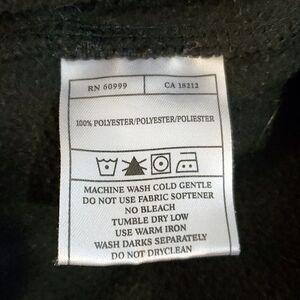 RN 60999 CA 18212
100% POLYESTER/POLYESTER/POLIESTER
MACHINE WASH COLD GENTLE
DO NOT USE FABRIC SOFTENER
NO BLEACH
TUMBLE DRY LOW
USE WARM IRON
WASH DARKS SEPARATELY
DO NOT DRYCLEAN